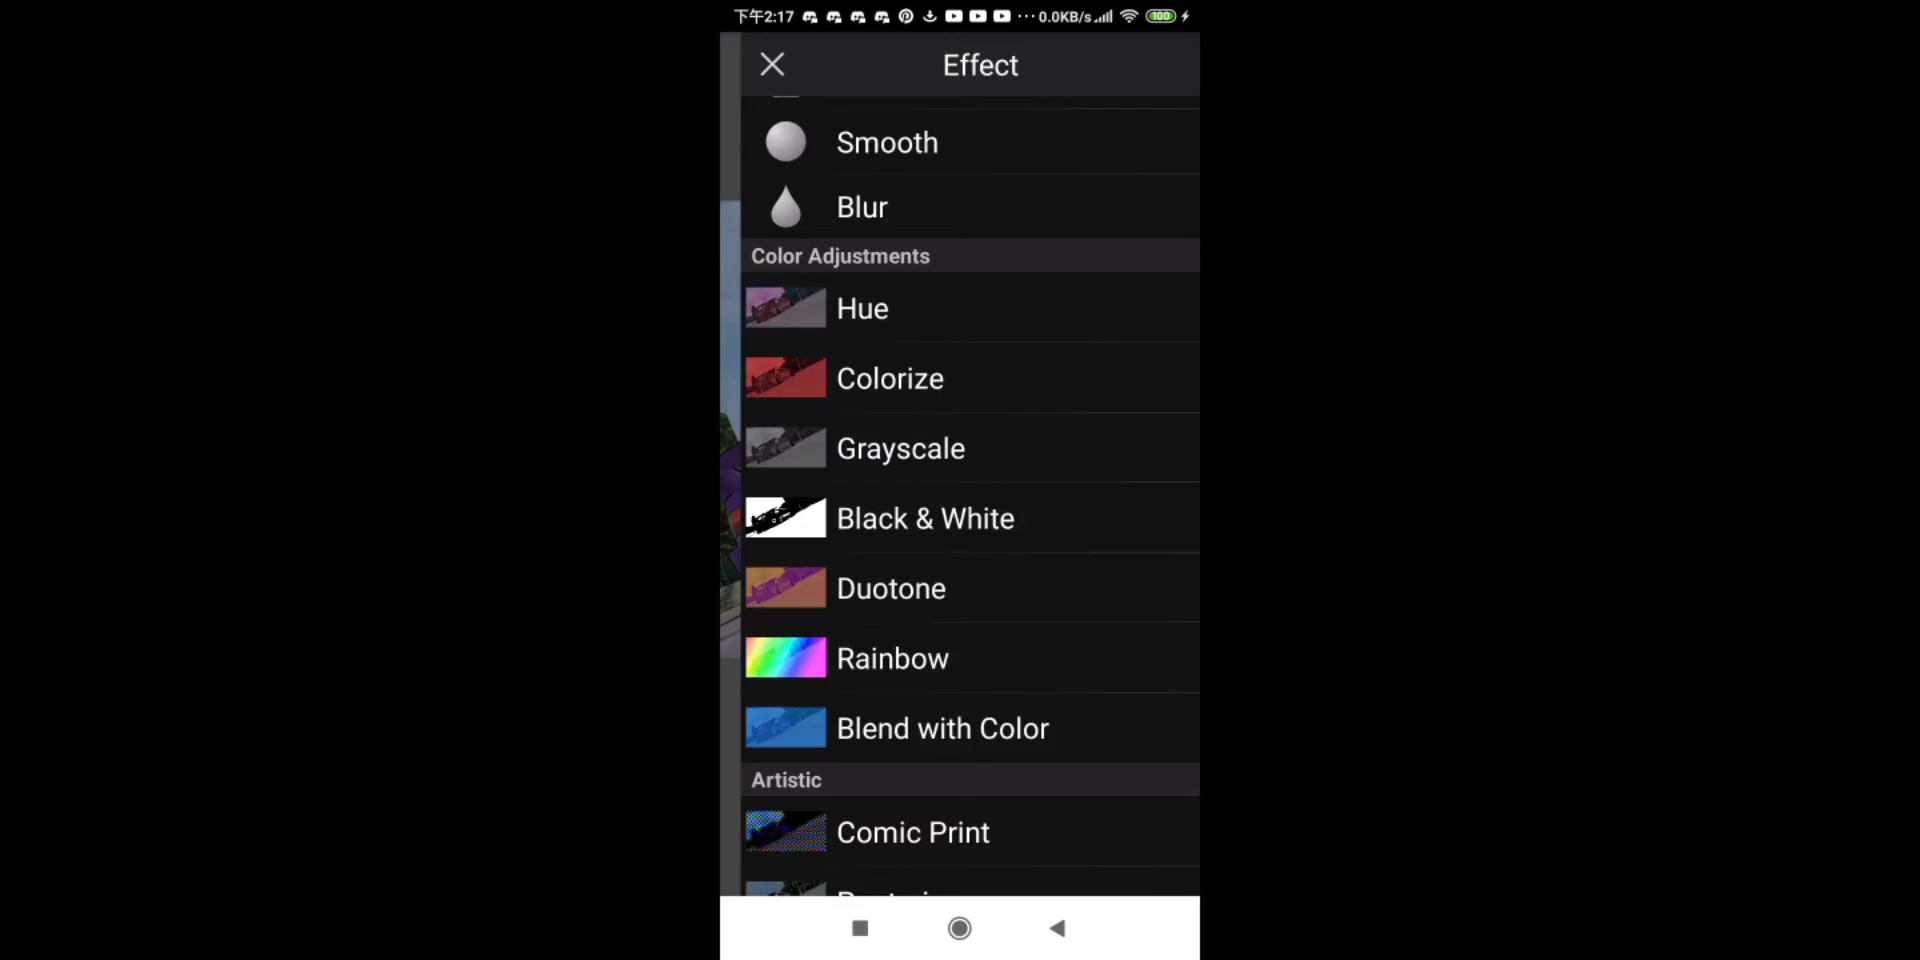 下午2:17 ··· 0.0KB/s 100
Effect
Smooth
Blur
Color Adjustments
Hue
Colorize
Grayscale
Black & White
Duotone
Rainbow
Blend with Color
Artistic
Comic Print